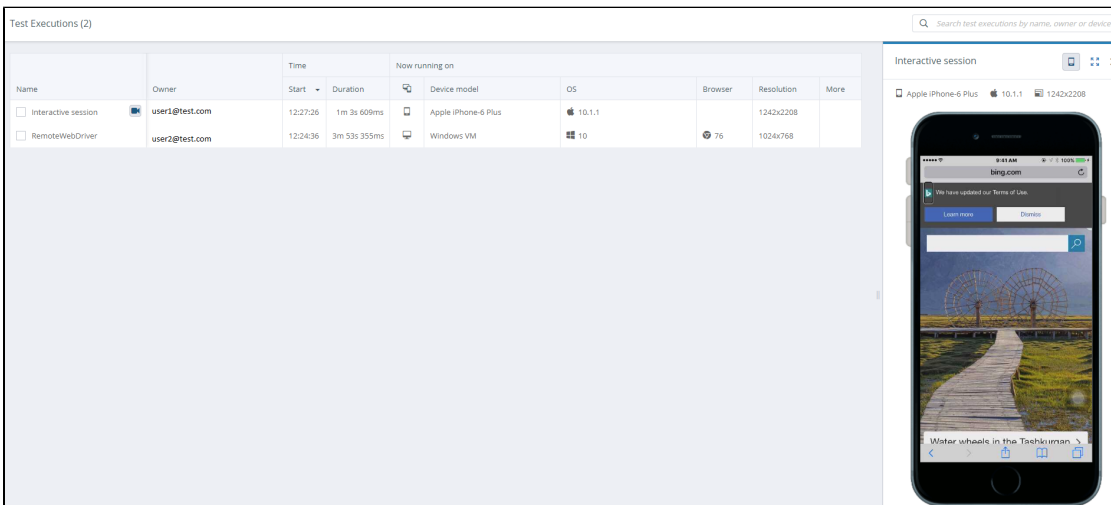 Test Executions (2)
Search test executions by name, owner or device
Time
Now running on
Name
Owner
Start
Duration
Device model
OS
Browser
Resolution
More
Interactive session
user1@test.com
12:27:26
1m 3s 609ms
Apple iPhone-6 Plus
10.1.1
1242x2208
RemoteWebDriver
user2@test.com
12:24:36
3m 53s 355ms
Windows VM
10
76
1024x768
Interactive session
Apple iPhone-6 Plus
10.1.1
1242x2208
9:41 AM
100%
bing.com
We have updated our Terms of Use.
Learn more
Dismiss
Water wheels in the Tashkurgan